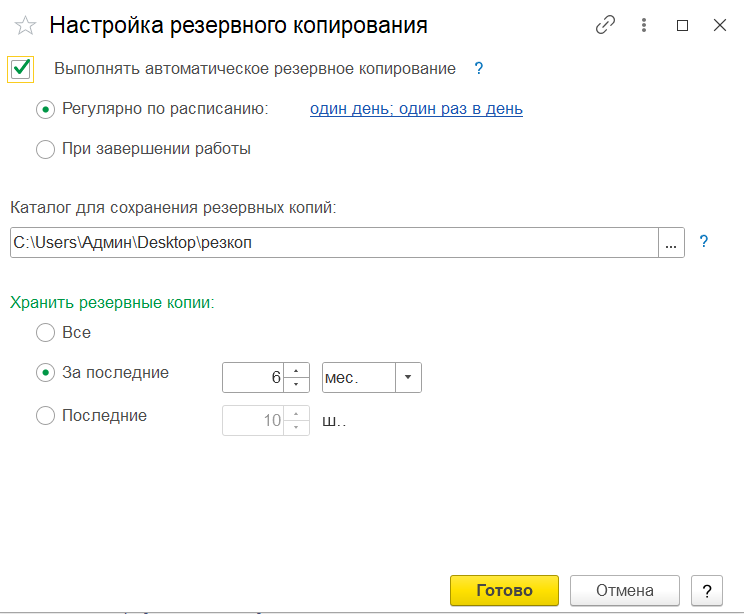 Настройка резервного копирования
Выполнять автоматическое резервное копирование ?
Регулярно по расписанию: один день; один раз в день
При завершении работы
Каталог для сохранения резервных копий:
C:\Users\Админ\Desktop\резкоп ... ?
Хранить резервные копии:
Все
За последние 6 мес.
Последние 10 ш..
Готово Отмена ?